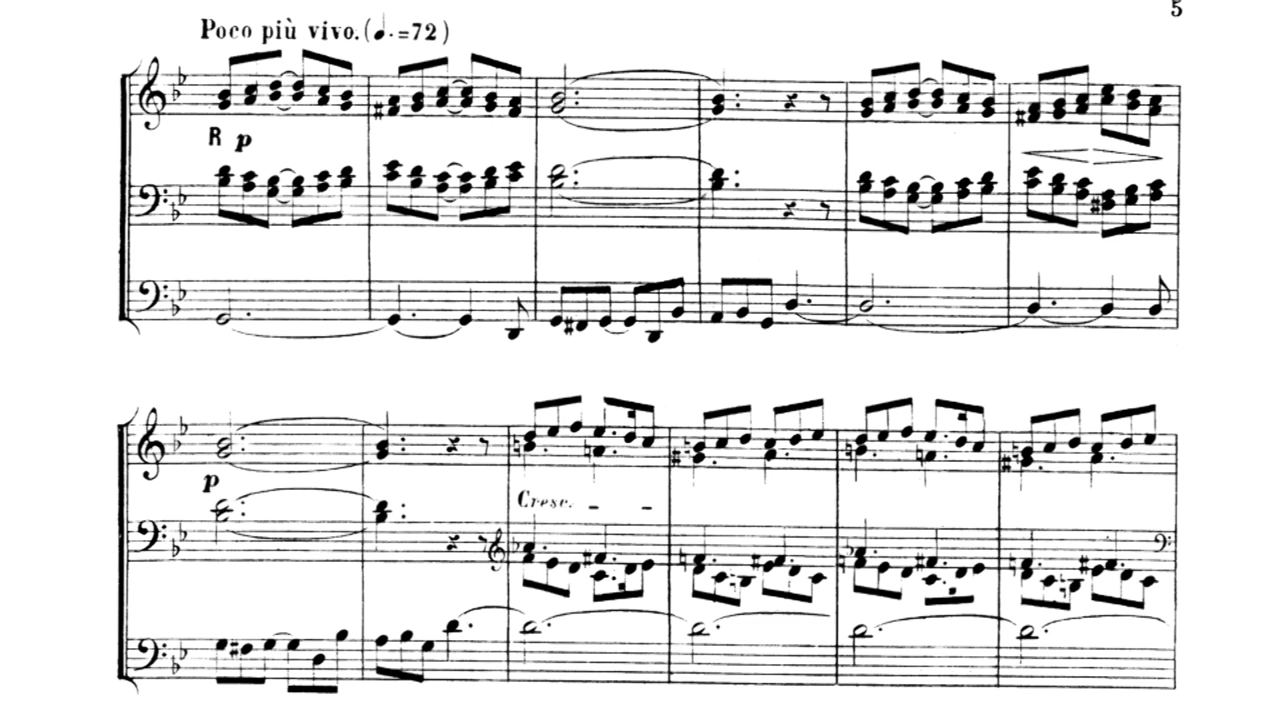 5
Poco più vivo. (♩. =72)
R p
p
Cresc. - -